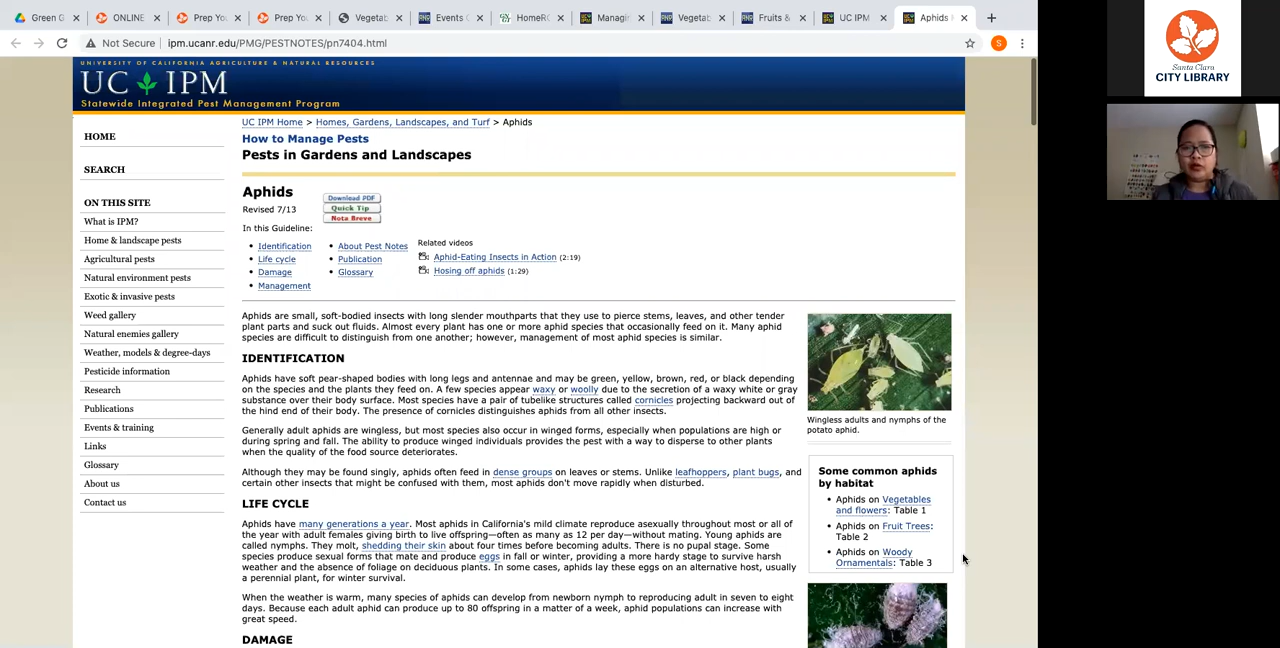 Green G
ONLINE
Prep You
Prep You
Vegetab
Events C
HomeRC
Managin
Vegetab
Fruits &
UC IPM
Aphids
Not Secure
ipm.ucanr.edu/PMG/PESTNOTES/pn7404.html
S
UNIVERSITY OF CALIFORNIA AGRICULTURE & NATURAL RESOURCES
UC IPM
Statewide Integrated Pest Management Program
HOME
SEARCH
ON THIS SITE
What is IPM?
Home & landscape pests
Agricultural pests
Natural environment pests
Exotic & invasive pests
Weed gallery
Natural enemies gallery
Weather, models & degree-days
Pesticide information
Research
Publications
Events & training
Links
Glossary
About us
Contact us
UC IPM Home > Homes, Gardens, Landscapes, and Turf > Aphids
How to Manage Pests
Pests in Gardens and Landscapes
Aphids
Revised 7/13
Download PDF
Quick Tip
Nota Breve
In this Guideline:
Identification
Life cycle
Damage
Management
About Pest Notes
Publication
Glossary
Related videos
Aphid-Eating Insects in Action (2:19)
Hosing off aphids (1:29)
Aphids are small, soft-bodied insects with long slender mouthparts that they use to pierce stems, leaves, and other tender
plant parts and suck out fluids. Almost every plant has one or more aphid species that occasionally feed on it. Many aphid
species are difficult to distinguish from one another; however, management of most aphid species is similar.
IDENTIFICATION
Aphids have soft pear-shaped bodies with long legs and antennae and may be green, yellow, brown, red, or black depending
on the species and the plants they feed on. A few species appear waxy or woolly due to the secretion of a waxy white or gray
substance over their body surface. Most species have a pair of tubelike structures called cornicles projecting backward out of
the hind end of their body. The presence of cornicles distinguishes aphids from all other insects.
Generally adult aphids are wingless, but most species also occur in winged forms, especially when populations are high or
during spring and fall. The ability to produce winged individuals provides the pest with a way to disperse to other plants
when the quality of the food source deteriorates.
Although they may be found singly, aphids often feed in dense groups on leaves or stems. Unlike leafhoppers, plant bugs, and
certain other insects that might be confused with them, most aphids don't move rapidly when disturbed.
LIFE CYCLE
Aphids have many generations a year. Most aphids in California's mild climate reproduce asexually throughout most or all of
the year with adult females giving birth to live offspring—often as many as 12 per day—without mating. Young aphids are
called nymphs. They molt, shedding their skin about four times before becoming adults. There is no pupal stage. Some
species produce sexual forms that mate and produce eggs in fall or winter, providing a more hardy stage to survive harsh
weather and the absence of foliage on deciduous plants. In some cases, aphids lay these eggs on an alternative host, usually
a perennial plant, for winter survival.
When the weather is warm, many species of aphids can develop from newborn nymph to reproducing adult in seven to eight
days. Because each adult aphid can produce up to 80 offspring in a matter of a week, aphid populations can increase with
great speed.
DAMAGE
Wingless adults and nymphs of the
potato aphid.
Some common aphids
by habitat
Aphids on Vegetables
and flowers: Table 1
Aphids on Fruit Trees:
Table 2
Aphids on Woody
Ornamentals: Table 3
Santa Clara
CITY LIBRARY